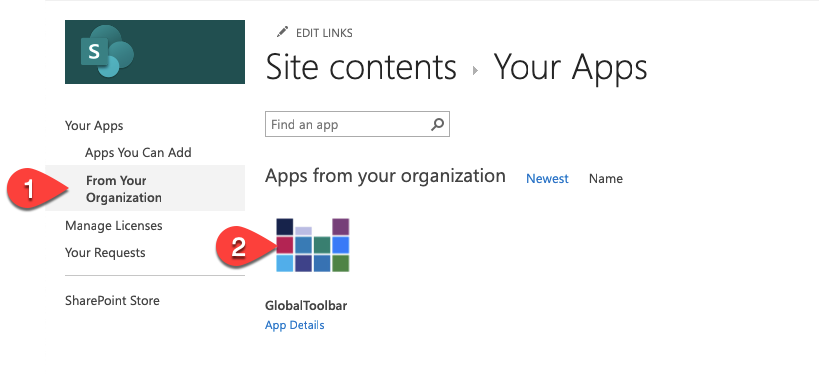 S
EDIT LINKS
Site contents › Your Apps
Your Apps
Apps You Can Add
1
From Your
Organization
Manage Licenses
Your Requests
SharePoint Store
Find an app
Apps from your organization Newest Name
2
GlobalToolbar
App Details